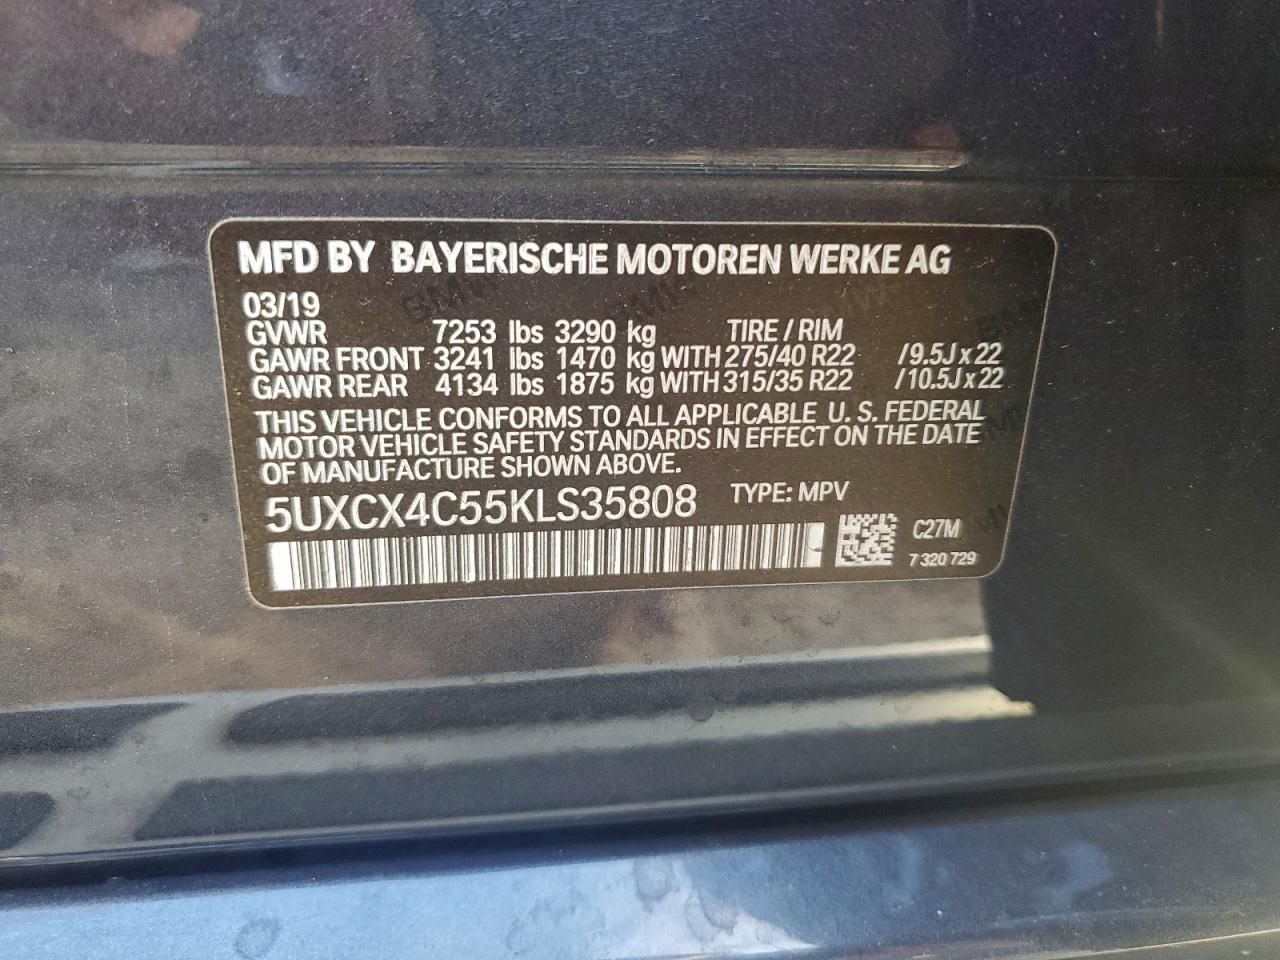 MFD BY BAYERISCHE MOTOREN WERKE AG
03/19
GVWR 7253 lbs 3290 kg TIRE / RIM
GAWR FRONT 3241 lbs 1470 kg WITH 275/40 R22 /9.5J x 22
GAWR REAR 4134 lbs 1875 kg WITH 315/35 R22 /10.5J x 22
THIS VEHICLE CONFORMS TO ALL APPLICABLE U. S. FEDERAL
MOTOR VEHICLE SAFETY STANDARDS IN EFFECT ON THE DATE
OF MANUFACTURE SHOWN ABOVE.
5UXCX4C55KLS35808 TYPE: MPV
C27M
7 320 729